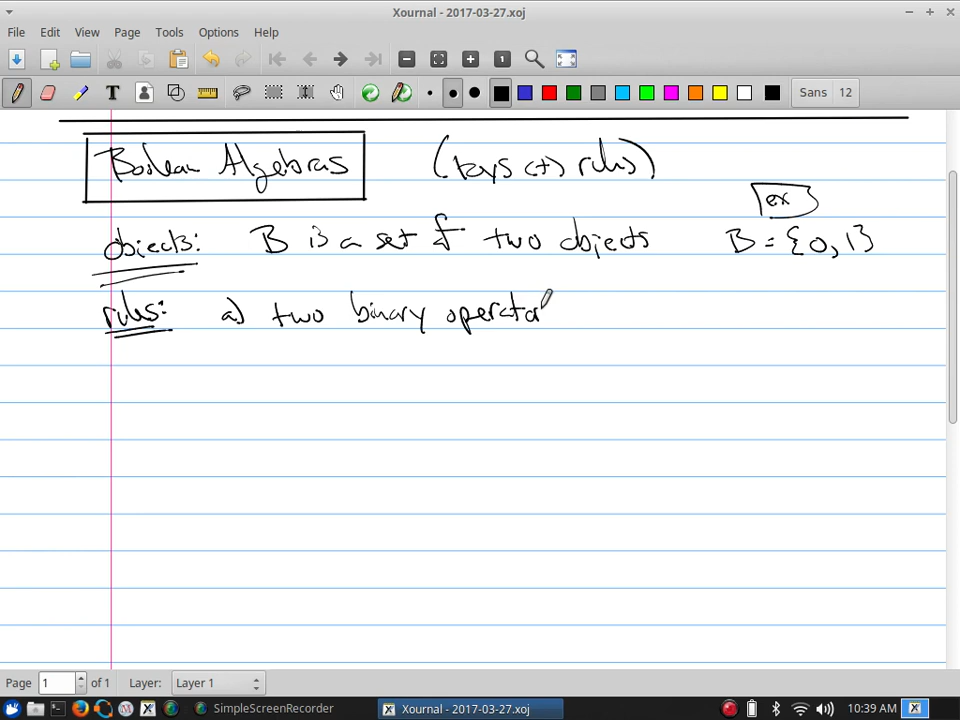 Xournal - 2017-03-27.xoj
File Edit View Page Tools Options Help
Sans 12
Boolean Algebras (toys <+> rules)
ex
objects: B is a set of two objects B = {0, 1}
rules: a) two binary operator
Page 1 of 1 Layer: Layer 1
SimpleScreenRecorder Xournal - 2017-03-27.xoj 10:39 AM